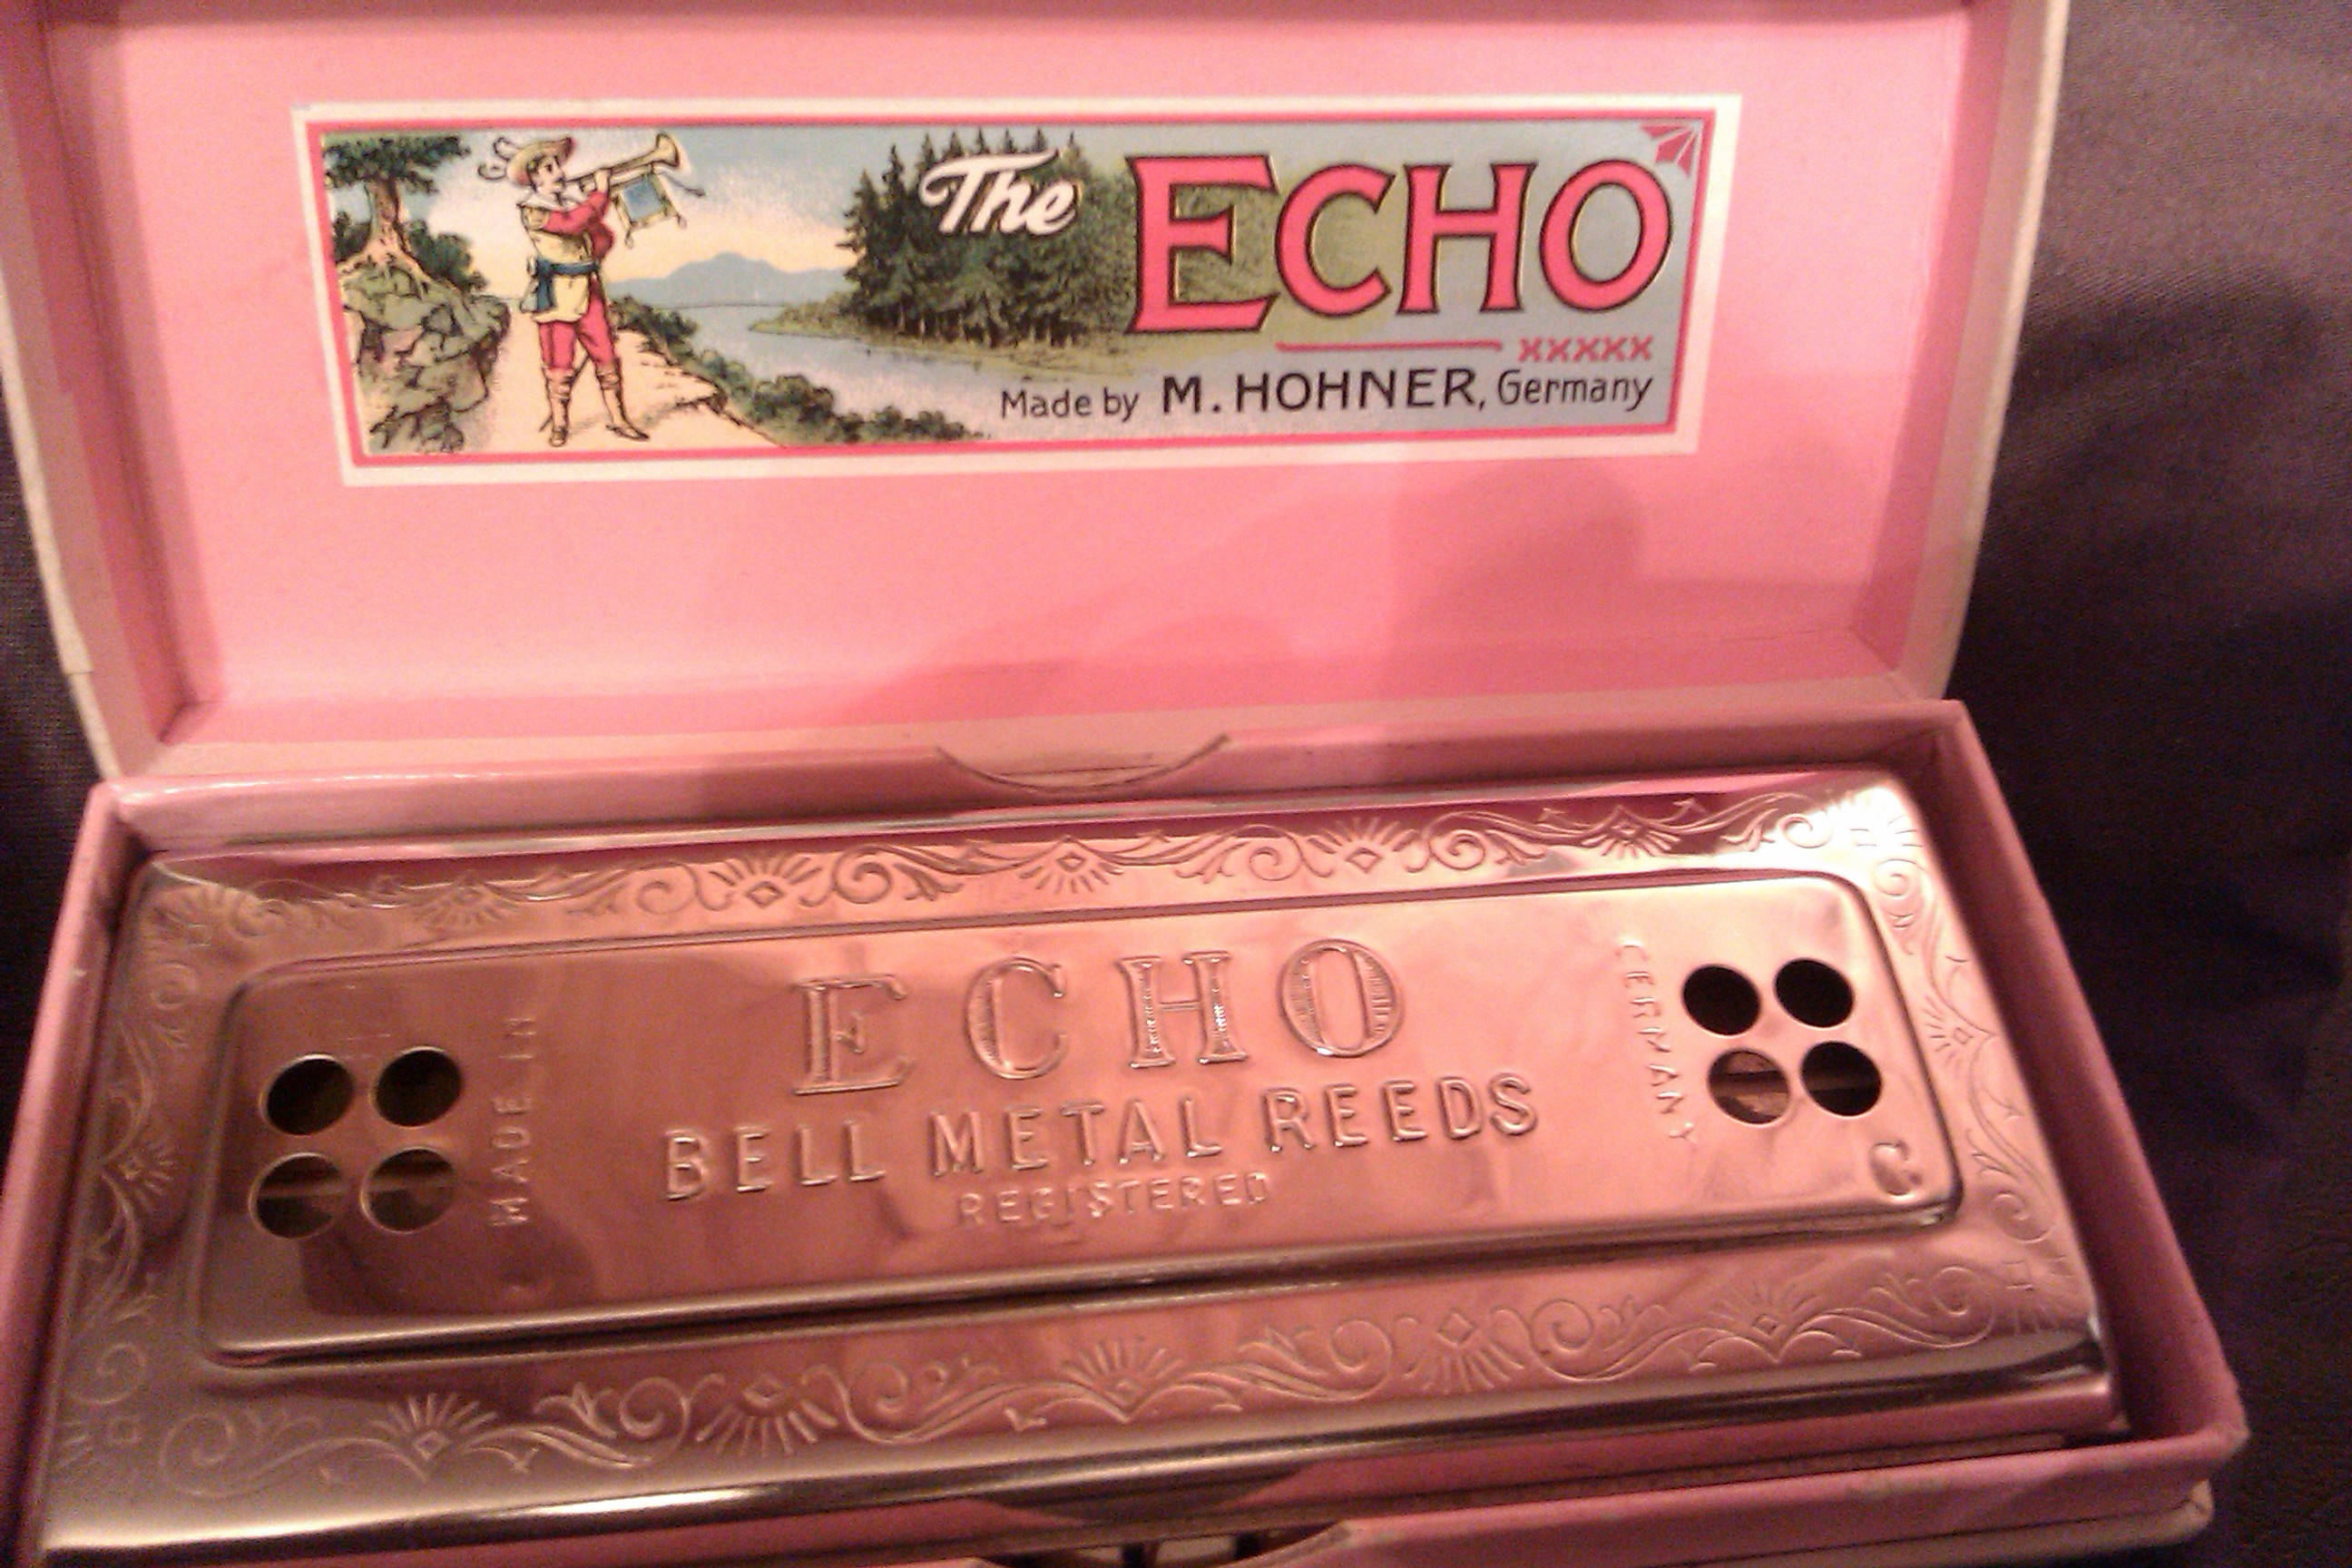 The ECHO
xxxxx
Made by M. HOHNER, Germany
ECHO
BELL METAL REEDS
REGISTERED
MADE IN
GERMANY
C